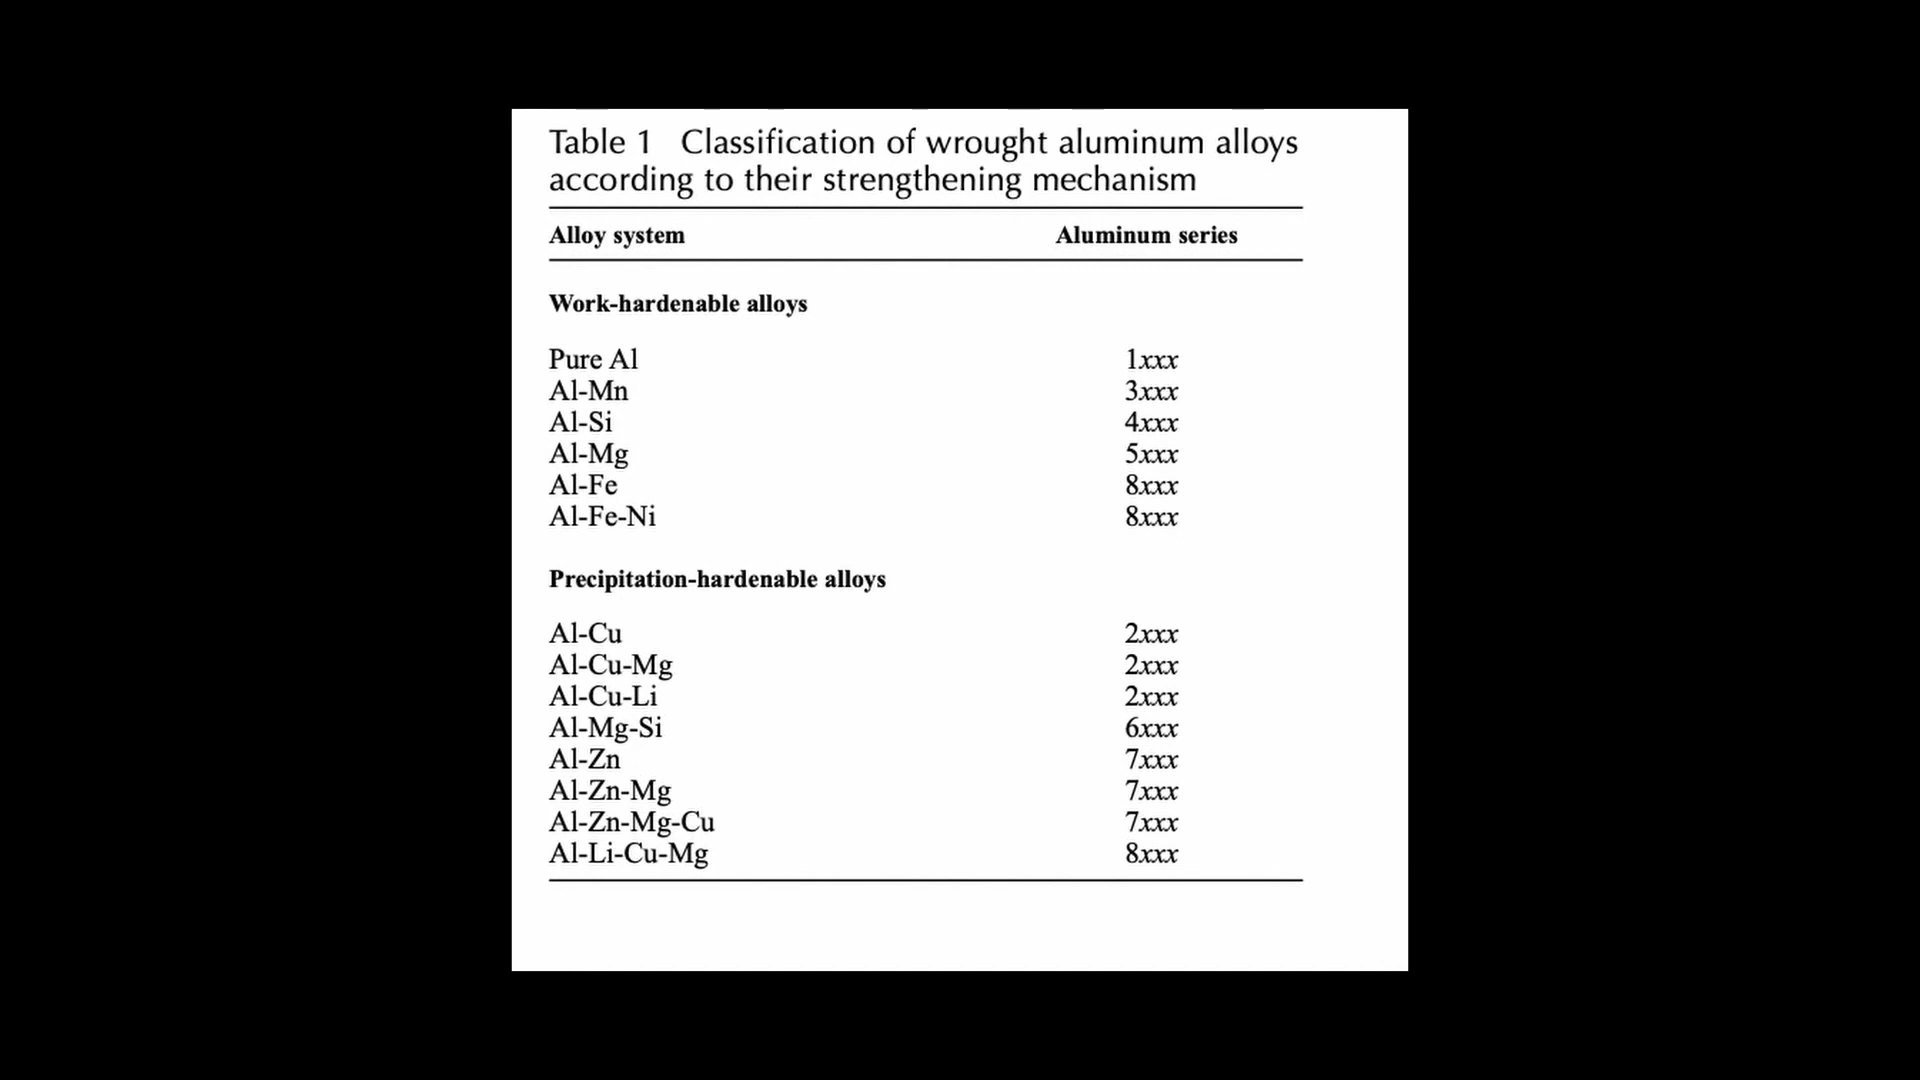 Table 1 Classification of wrought aluminum alloys
according to their strengthening mechanism
Alloy system Aluminum series
Work-hardenable alloys
Pure Al 1xxx
Al-Mn 3xxx
Al-Si 4xxx
Al-Mg 5xxx
Al-Fe 8xxx
Al-Fe-Ni 8xxx
Precipitation-hardenable alloys
Al-Cu 2xxx
Al-Cu-Mg 2xxx
Al-Cu-Li 2xxx
Al-Mg-Si 6xxx
Al-Zn 7xxx
Al-Zn-Mg 7xxx
Al-Zn-Mg-Cu 7xxx
Al-Li-Cu-Mg 8xxx